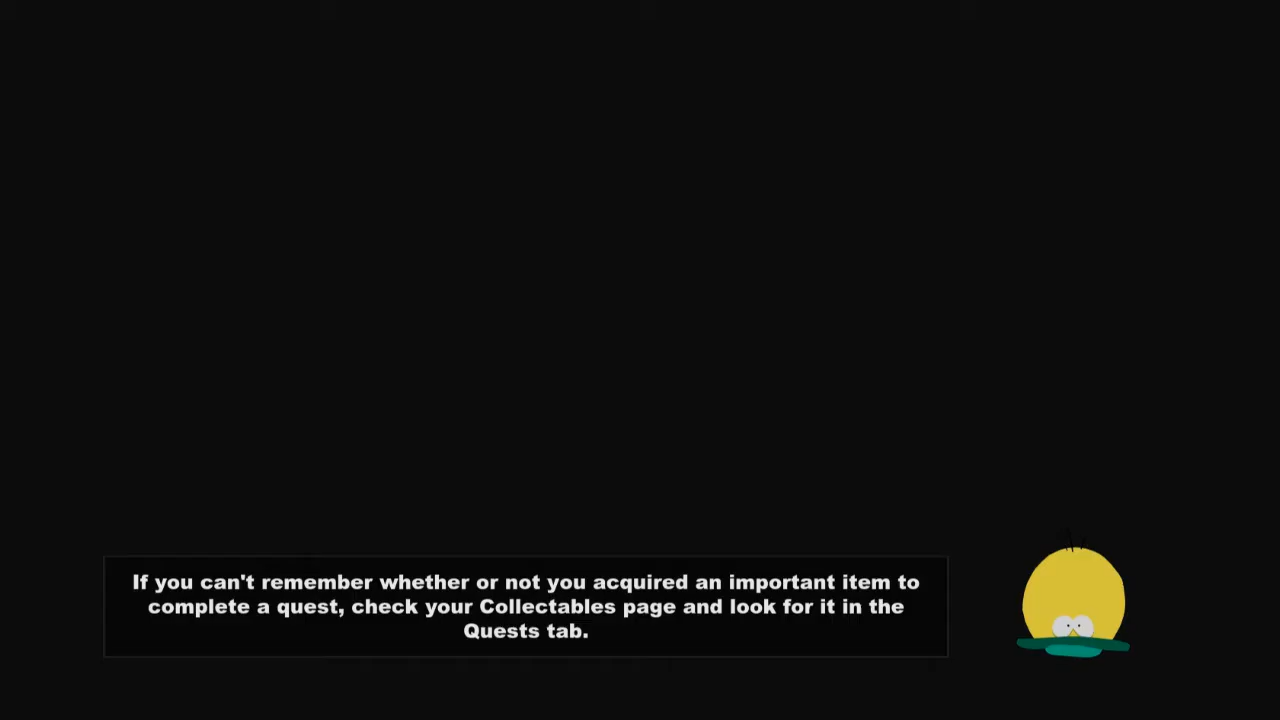 If you can't remember whether or not you acquired an important item to
complete a quest, check your Collectables page and look for it in the
Quests tab.